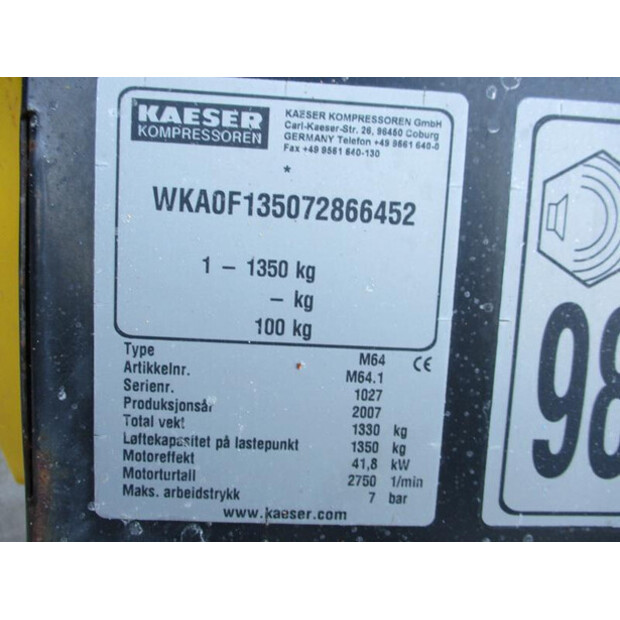 KAESER
KOMPRESSOREN
KAESER KOMPRESSOREN GmbH
Carl-Kaeser-Str. 26, 96450 Coburg
GERMANY Telefon +49 9561 640-0
Fax +49 9561 640-130
*
WKA0F135072866452
1 - 1350 kg
- kg
100 kg
Type M64 CE
Artikkelnr. M64.1
Serienr. 1027
Produksjonsår 2007
Total vekt 1330 kg
Løftekapasitet på lastepunkt 1350 kg
Motoreffekt 41,8 kW
Motorturtall 2750 1/min
Maks. arbeidstrykk 7 bar
www.kaeser.com
98